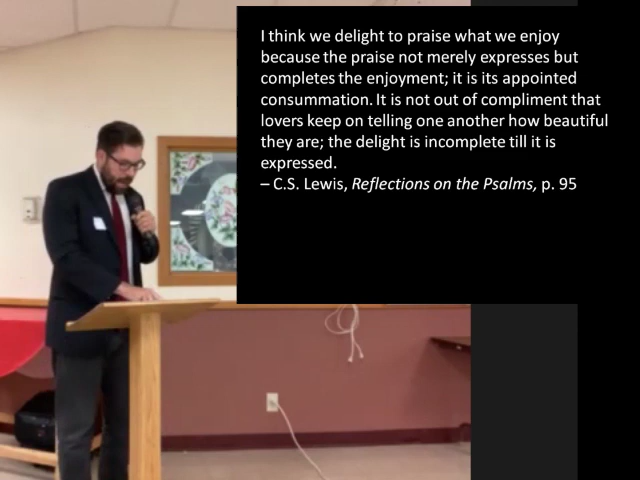 I think we delight to praise what we enjoy
because the praise not merely expresses but
completes the enjoyment; it is its appointed
consummation. It is not out of compliment that
lovers keep on telling one another how beautiful
they are; the delight is incomplete till it is
expressed.
– C.S. Lewis, Reflections on the Psalms, p. 95